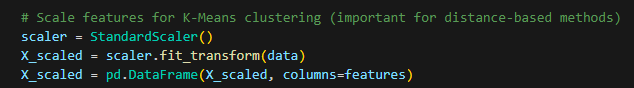 # Scale features for K-Means clustering (important for distance-based methods)
scaler = StandardScaler()
X_scaled = scaler.fit_transform(data)
X_scaled = pd.DataFrame(X_scaled, columns=features)